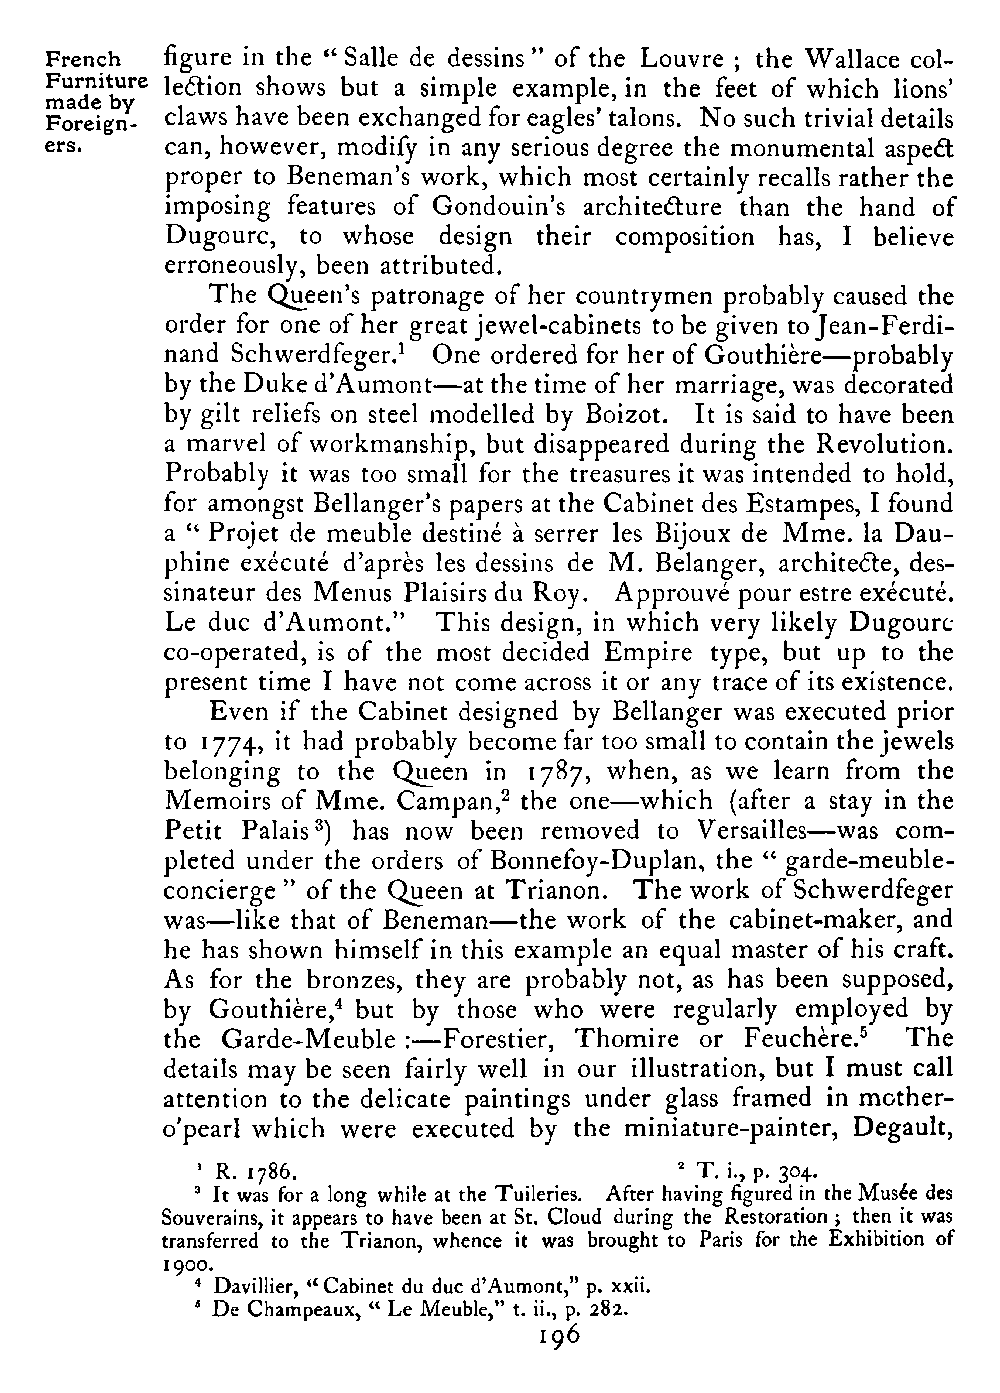 French
Furniture
made by
Foreign-
ers.
figure in the “ Salle de dessins ” of the Louvre ; the Wallace col-
lection shows but a simple example, in the feet of which lions’
claws have been exchanged for eagles’ talons. No such trivial details
can, however, modify in any serious degree the monumental aspect
proper to Beneman’s work, which most certainly recalls rather the
imposing features of Gondouin’s architecture than the hand of
Dugourc, to whose design their composition has, I believe
erroneously, been attributed.
The Queen’s patronage of her countrymen probably caused the
order for one of her great jewel-cabinets to be given to Jean-Ferdi-
nand Schwerdfeger.¹ One ordered for her of Gouthière—probably
by the Duke d’Aumont—at the time of her marriage, was decorated
by gilt reliefs on steel modelled by Boizot. It is said to have been
a marvel of workmanship, but disappeared during the Revolution.
Probably it was too small for the treasures it was intended to hold,
for amongst Bellanger’s papers at the Cabinet des Estampes, I found
a “ Projet de meuble destiné à serrer les Bijoux de Mme. la Dau-
phine exécuté d’après les dessins de M. Belanger, architecte, des-
sinateur des Menus Plaisirs du Roy. Approuvé pour estre exécuté.
Le duc d’Aumont.” This design, in which very likely Dugourc
co-operated, is of the most decided Empire type, but up to the
present time I have not come across it or any trace of its existence.
Even if the Cabinet designed by Bellanger was executed prior
to 1774, it had probably become far too small to contain the jewels
belonging to the Queen in 1787, when, as we learn from the
Memoirs of Mme. Campan,² the one—which (after a stay in the
Petit Palais³) has now been removed to Versailles—was com-
pleted under the orders of Bonnefoy-Duplan, the “ garde-meuble-
concierge ” of the Queen at Trianon. The work of Schwerdfeger
was—like that of Beneman—the work of the cabinet-maker, and
he has shown himself in this example an equal master of his craft.
As for the bronzes, they are probably not, as has been supposed,
by Gouthière,⁴ but by those who were regularly employed by
the Garde-Meuble :—Forestier, Thomire or Feuchère.⁵ The
details may be seen fairly well in our illustration, but I must call
attention to the delicate paintings under glass framed in mother-
o’pearl which were executed by the miniature-painter, Degault,
¹ R. 1786. ² T. i., p. 304.
³ It was for a long while at the Tuileries. After having figured in the Musée des
Souverains, it appears to have been at St. Cloud during the Restoration ; then it was
transferred to the Trianon, whence it was brought to Paris for the Exhibition of
1900.
⁴ Davillier, “ Cabinet du duc d’Aumont,” p. xxii.
⁵ De Champeaux, “ Le Meuble,” t. ii., p. 282.
196